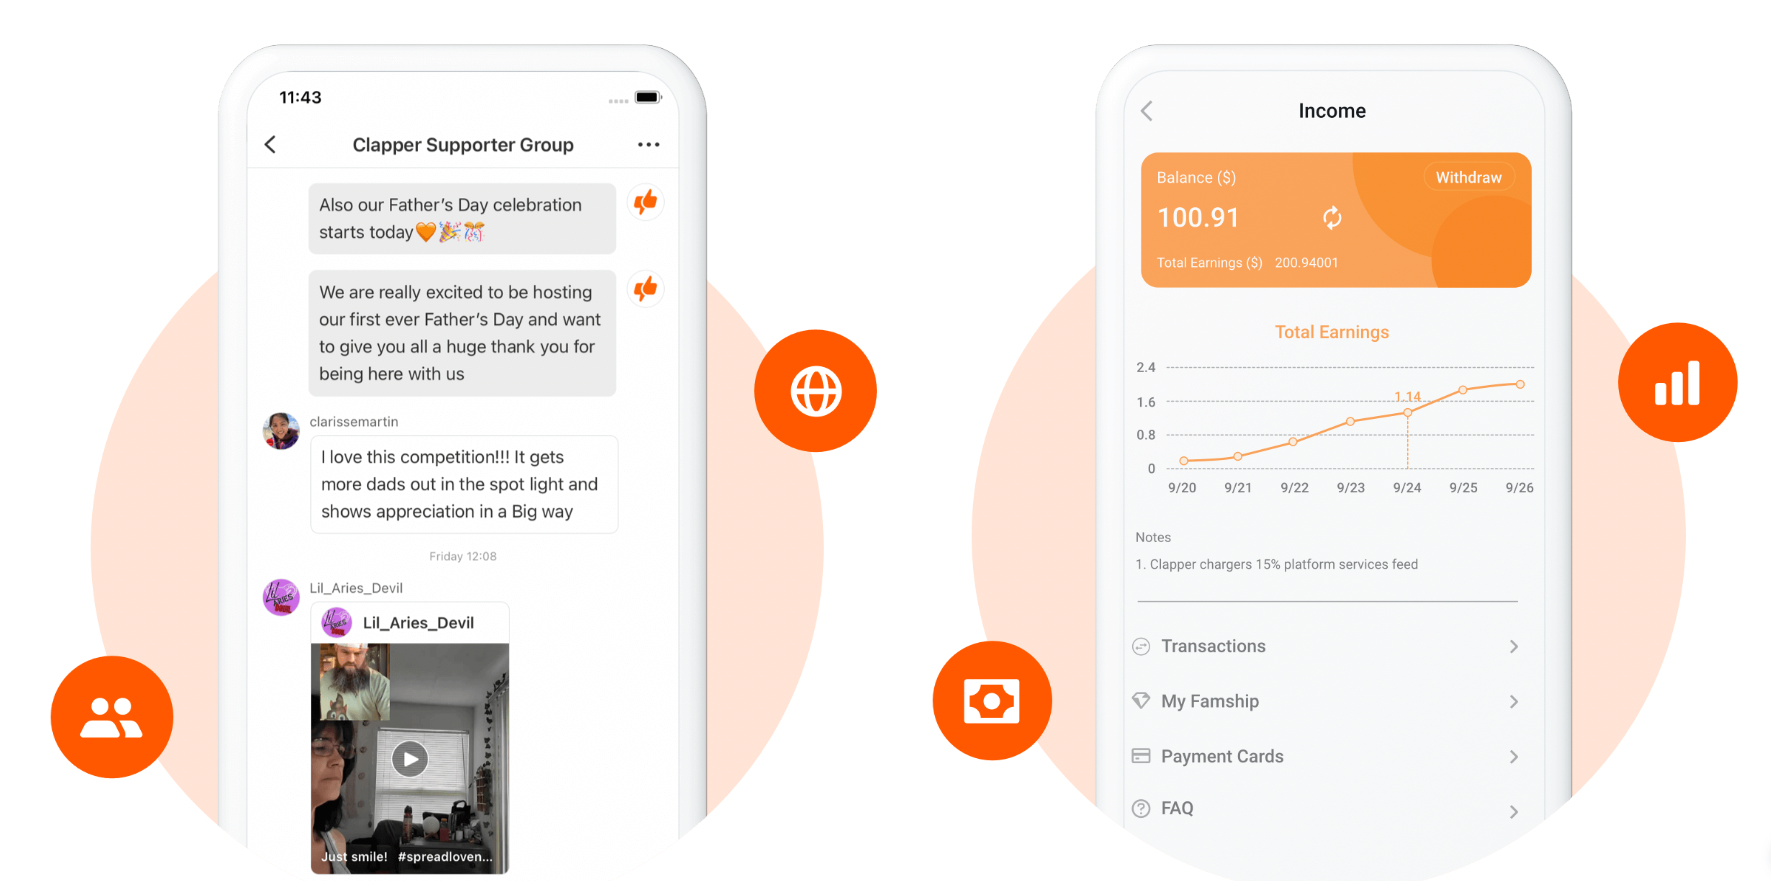 11:43
Clapper Supporter Group
Also our Father's Day celebration
starts today🧡🎉🎊
We are really excited to be hosting
our first ever Father's Day and want
to give you all a huge thank you for
being here with us
clarissemartin
I love this competition!!! It gets
more dads out in the spot light and
shows appreciation in a Big way
Friday 12:08
Lil_Aries_Devil
Lil_Aries_Devil
Just smile! #spreadloven...
Income
Balance ($)
Withdraw
100.91
Total Earnings ($) 200.94001
Total Earnings
2.4
1.6
0.8
0
1.14
9/20 9/21 9/22 9/23 9/24 9/25 9/26
Notes
1. Clapper chargers 15% platform services feed
Transactions
My Famship
Payment Cards
FAQ